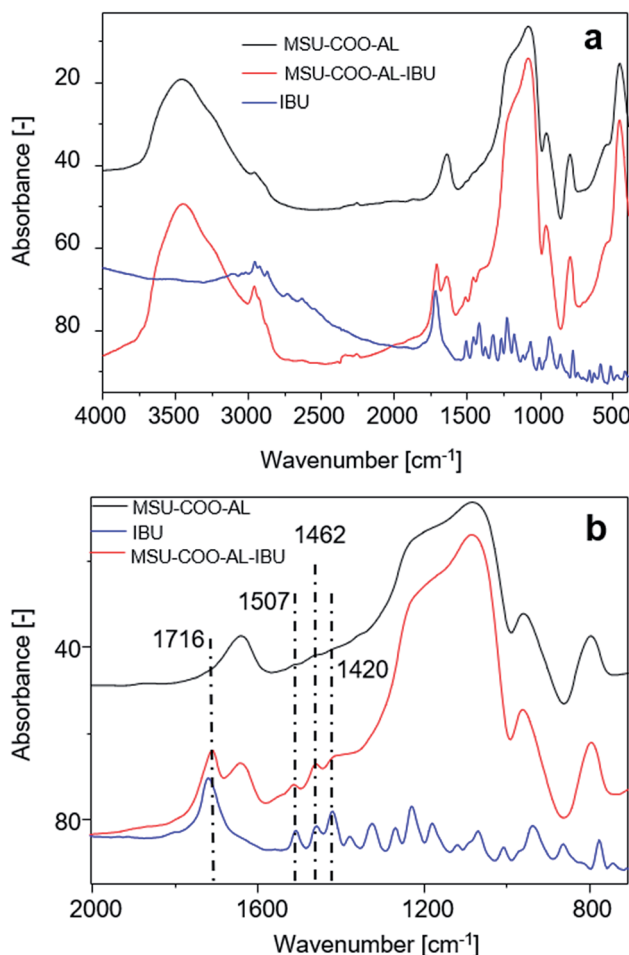 a
MSU-COO-AL
MSU-COO-AL-IBU
IBU
20
40
60
80
Absorbance [-]
4000 3500 3000 2500 2000 1500 1000 500
Wavenumber [cm⁻¹]
b
MSU-COO-AL
IBU
MSU-COO-AL-IBU
1462
1507
1716
1420
40
80
Absorbance [-]
2000 1600 1200 800
Wavenumber [cm⁻¹]